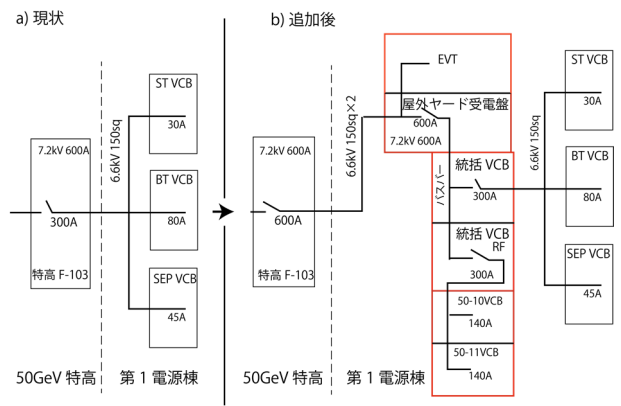 a) 現状
ST VCB
30A
6.6kV 150sq
7.2kV 600A
300A
BT VCB
80A
特高 F-103
SEP VCB
45A
50GeV 特高
第 1 電源棟
b) 追加後
EVT
屋外ヤード受電盤
600A
7.2kV 600A
6.6kV 150sq×2
7.2kV 600A
600A
特高 F-103
バスバー
統括 VCB
300A
統括 VCB
RF
300A
50-10VCB
140A
50-11VCB
140A
6.6kV 150sq
ST VCB
30A
BT VCB
80A
SEP VCB
45A
50GeV 特高
第 1 電源棟